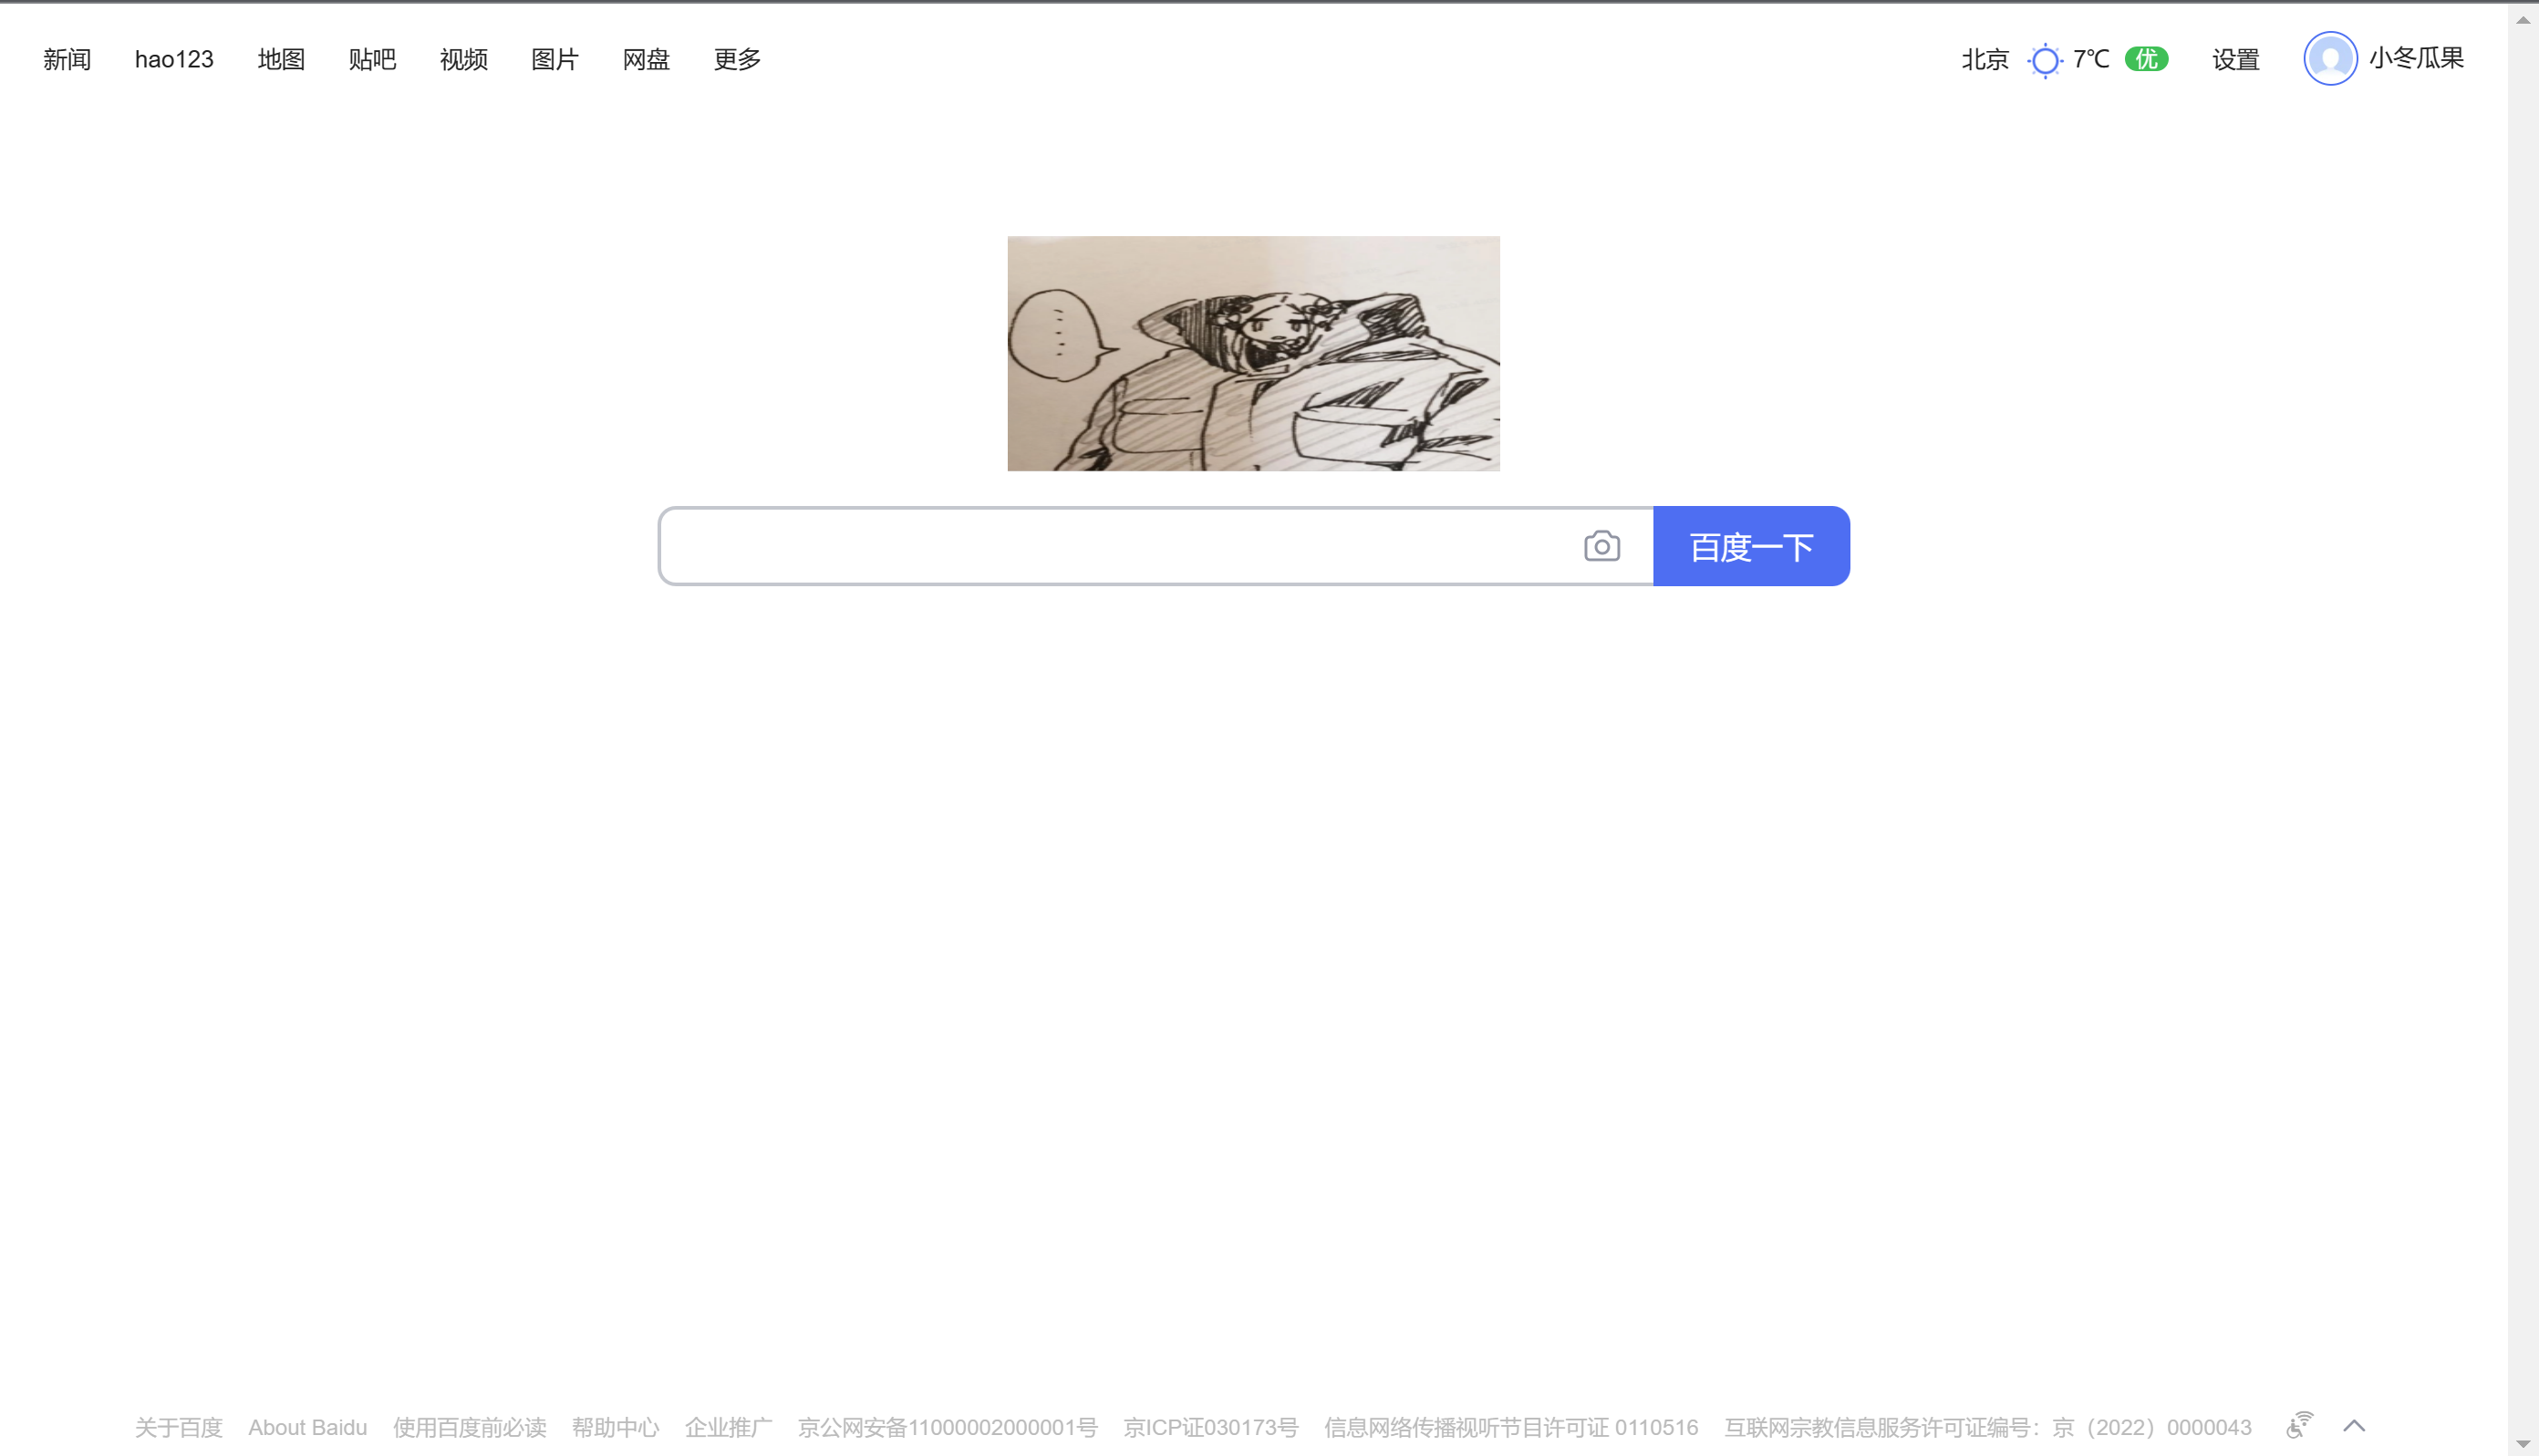 新闻 hao123 地图 贴吧 视频 图片 网盘 更多 北京 7℃ 优 设置 小冬瓜果
百度一下
关于百度 About Baidu 使用百度前必读 帮助中心 企业推广 京公网安备11000002000001号 京ICP证030173号 信息网络传播视听节目许可证 0110516 互联网宗教信息服务许可证编号：京（2022）0000043